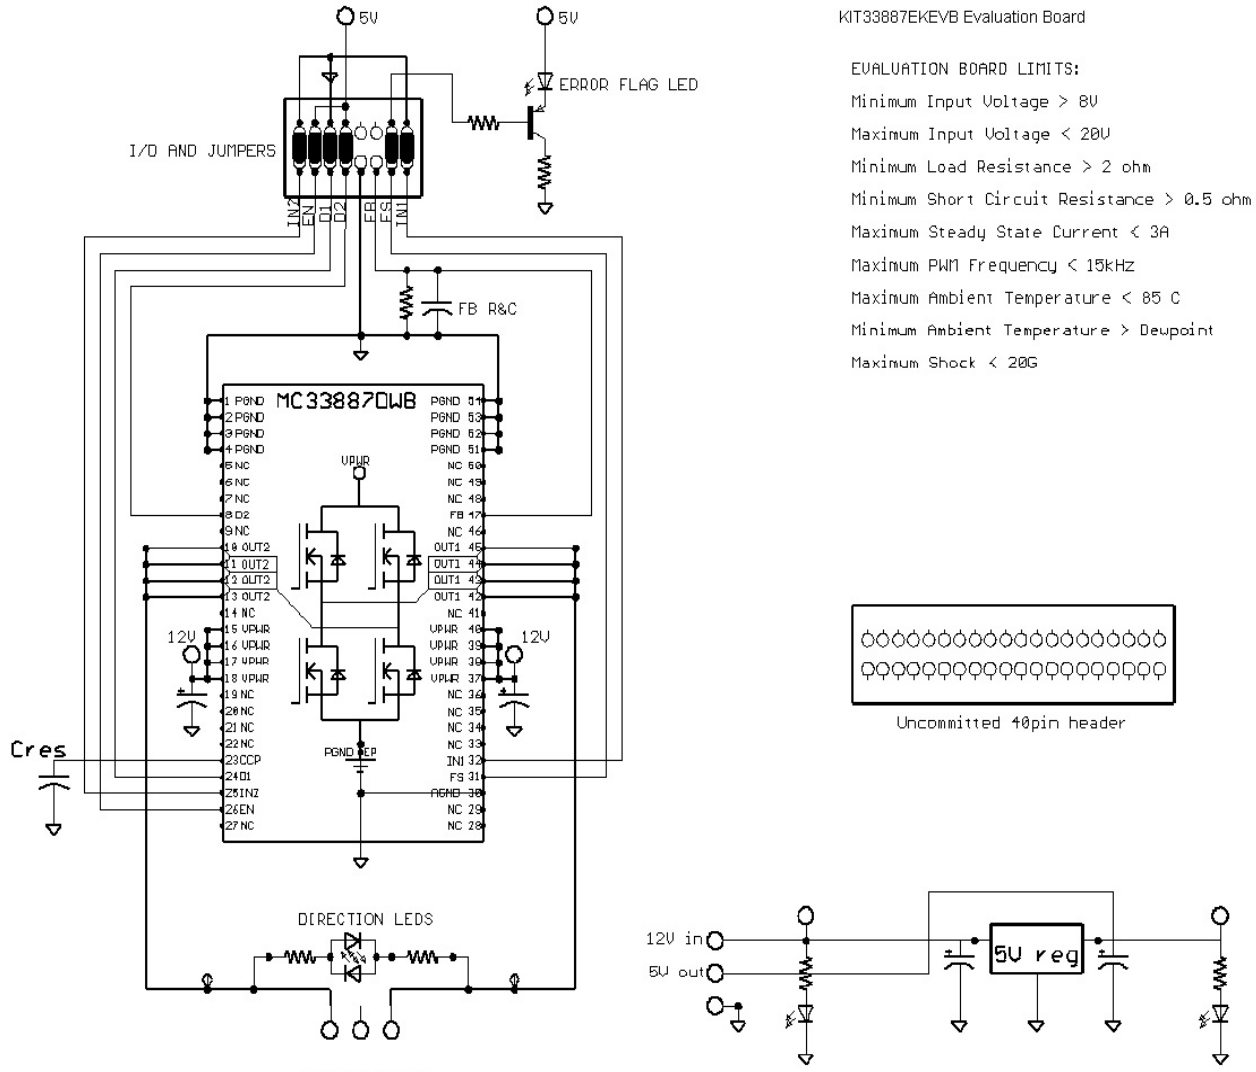 5V
5V
KIT33887EKEVB Evaluation Board
EVALUATION BOARD LIMITS:
Minimum Input Voltage > 8V
Maximum Input Voltage < 20V
Minimum Load Resistance > 2 ohm
Minimum Short Circuit Resistance > 0.5 ohm
Maximum Steady State Current < 3A
Maximum PWM Frequency < 15kHz
Maximum Ambient Temperature < 85 C
Minimum Ambient Temperature > Dewpoint
Maximum Shock < 20G
ERROR FLAG LED
I/O AND JUMPERS
IN2
EN
D1
D2
FB
FS
IN1
FB R&C
MC33887DWB
1 PGND
2 PGND
3 PGND
4 PGND
5 NC
6 NC
7 NC
8 D2
9 NC
10 OUT2
11 OUT2
12 OUT2
13 OUT2
14 NC
15 VPWR
16 VPWR
17 VPWR
18 VPWR
19 NC
20 NC
21 NC
22 NC
23 CCP
24 D1
25 IN2
26 EN
27 NC
PGND 54
PGND 53
PGND 52
PGND 51
NC 50
NC 49
NC 48
FB 47
NC 46
OUT1 45
OUT1 44
OUT1 43
OUT1 42
NC 41
VPWR 40
VPWR 39
VPWR 38
VPWR 37
NC 36
NC 35
NC 34
NC 33
IN1 32
FS 31
AGND 30
NC 29
NC 28
VPWR
PGND EP
12V
12V
Cres
Uncommitted 40pin header
DIRECTION LEDS
12V in
5V out
5V reg